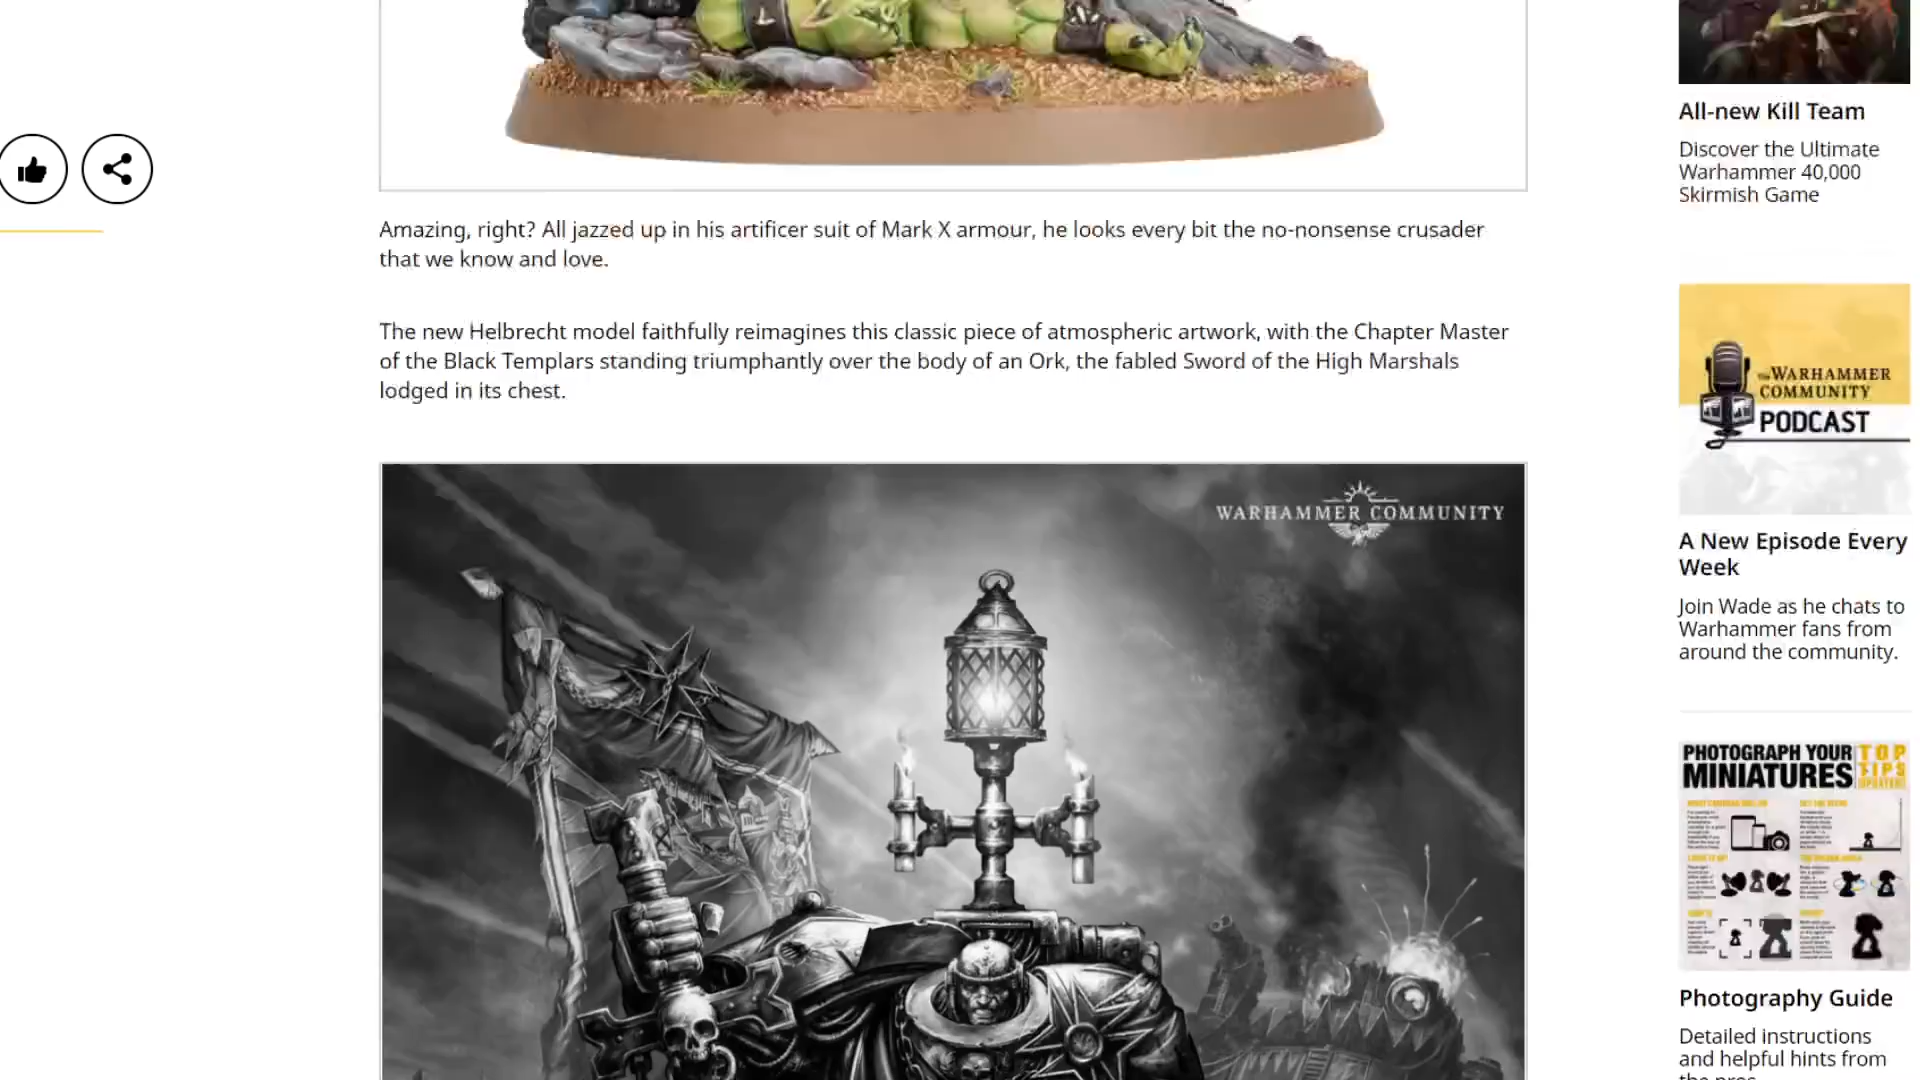 Amazing, right? All jazzed up in his artificer suit of Mark X armour, he looks every bit the no-nonsense crusader
that we know and love.
The new Helbrecht model faithfully reimagines this classic piece of atmospheric artwork, with the Chapter Master
of the Black Templars standing triumphantly over the body of an Ork, the fabled Sword of the High Marshals
lodged in its chest.
WARHAMMER COMMUNITY
All-new Kill Team
Discover the Ultimate
Warhammer 40,000
Skirmish Game
THE WARHAMMER
COMMUNITY
PODCAST
A New Episode Every
Week
Join Wade as he chats to
Warhammer fans from
around the community.
PHOTOGRAPH YOUR
MINIATURES
TOP
TIPS
Photography Guide
Detailed instructions
and helpful hints from
the pros